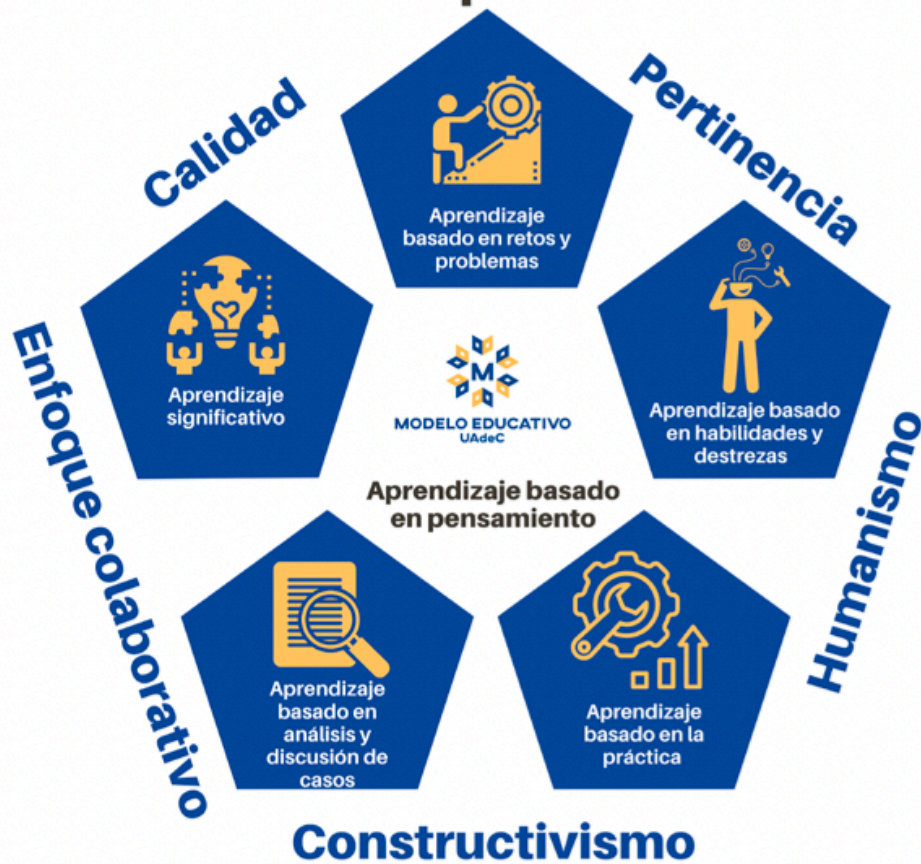 Calidad
Pertinencia
Aprendizaje
basado en retos y
problemas
Aprendizaje
significativo
M
MODELO EDUCATIVO
UAdeC
Aprendizaje basado
en habilidades y
destrezas
Enfoque colaborativo
Humanismo
Aprendizaje basado
en pensamiento
Aprendizaje
basado en
análisis y
discusión de
casos
Aprendizaje
basado en la
práctica
Constructivismo